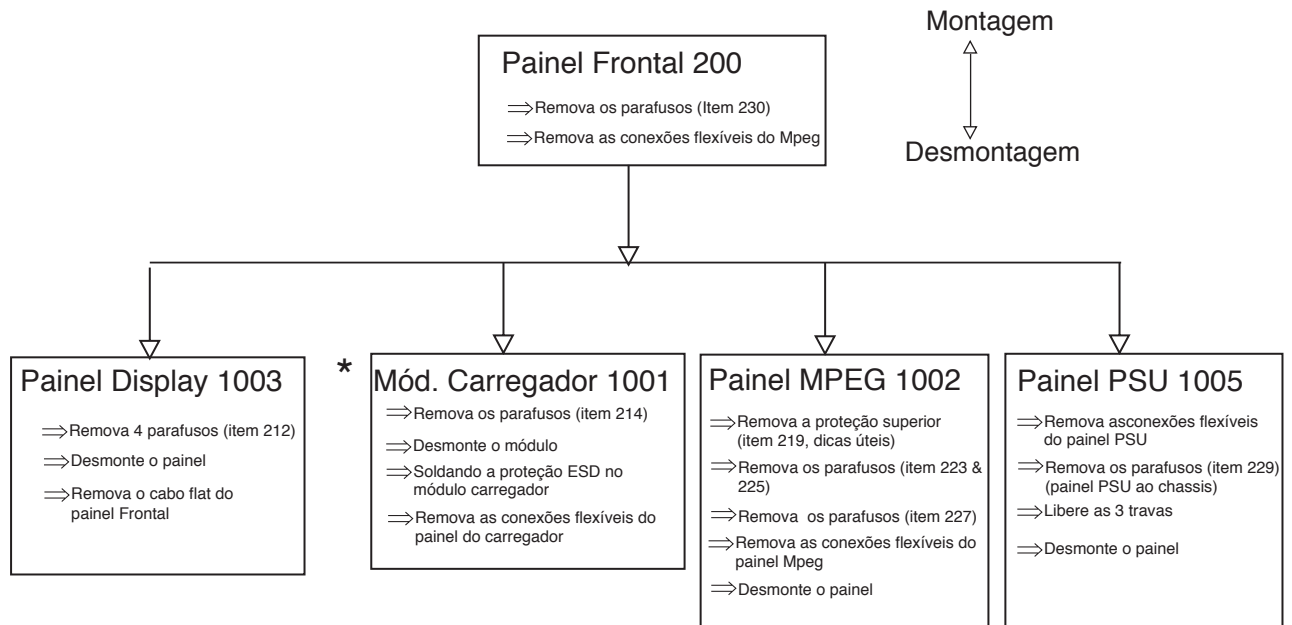 Montagem
Desmontagem
Painel Frontal 200
⇒Remova os parafusos (Item 230)
⇒Remova as conexões flexíveis do Mpeg
Painel Display 1003
⇒Remova 4 parafusos (item 212)
⇒Desmonte o painel
⇒Remova o cabo flat do
painel Frontal
*
Mód. Carregador 1001
⇒Remova os parafusos (item 214)
⇒Desmonte o módulo
⇒Soldando a proteção ESD no
módulo carregador
⇒Remova as conexões flexíveis do
painel do carregador
Painel MPEG 1002
⇒Remova a proteção superior
(item 219, dicas úteis)
⇒Remova os parafusos (item 223 &
225)
⇒Remova os parafusos (item 227)
⇒Remova as conexões flexíveis do
painel Mpeg
⇒Desmonte o painel
Painel PSU 1005
⇒Remova asconexões flexíveis
do painel PSU
⇒Remova os parafusos (item 229)
(painel PSU ao chassis)
⇒Libere as 3 travas
⇒Desmonte o painel